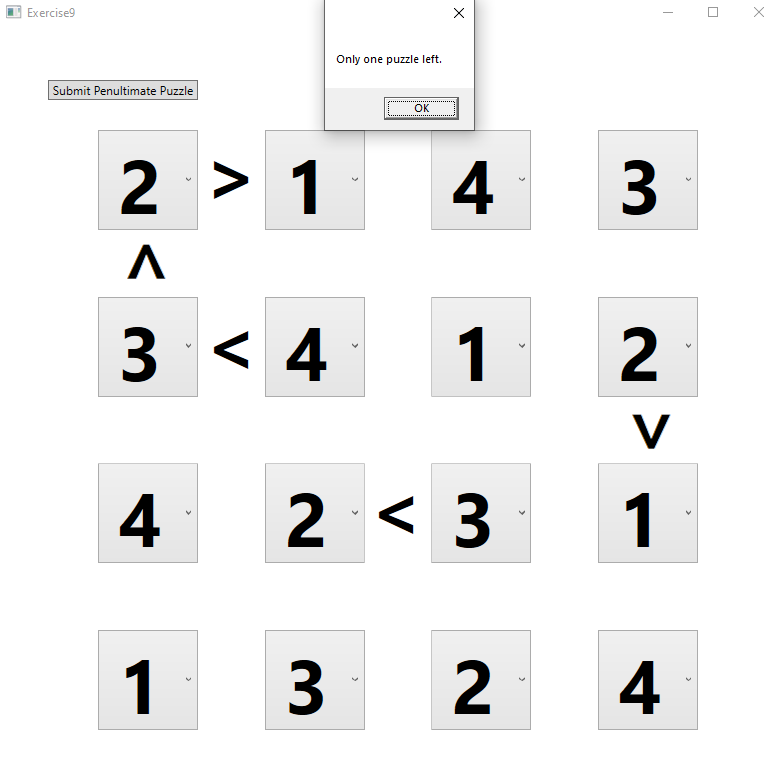 Exercise9
Only one puzzle left.
OK
Submit Penultimate Puzzle
2 > 1 4 3
∧
3 < 4 1 2
∨
4 2 < 3 1
1 3 2 4